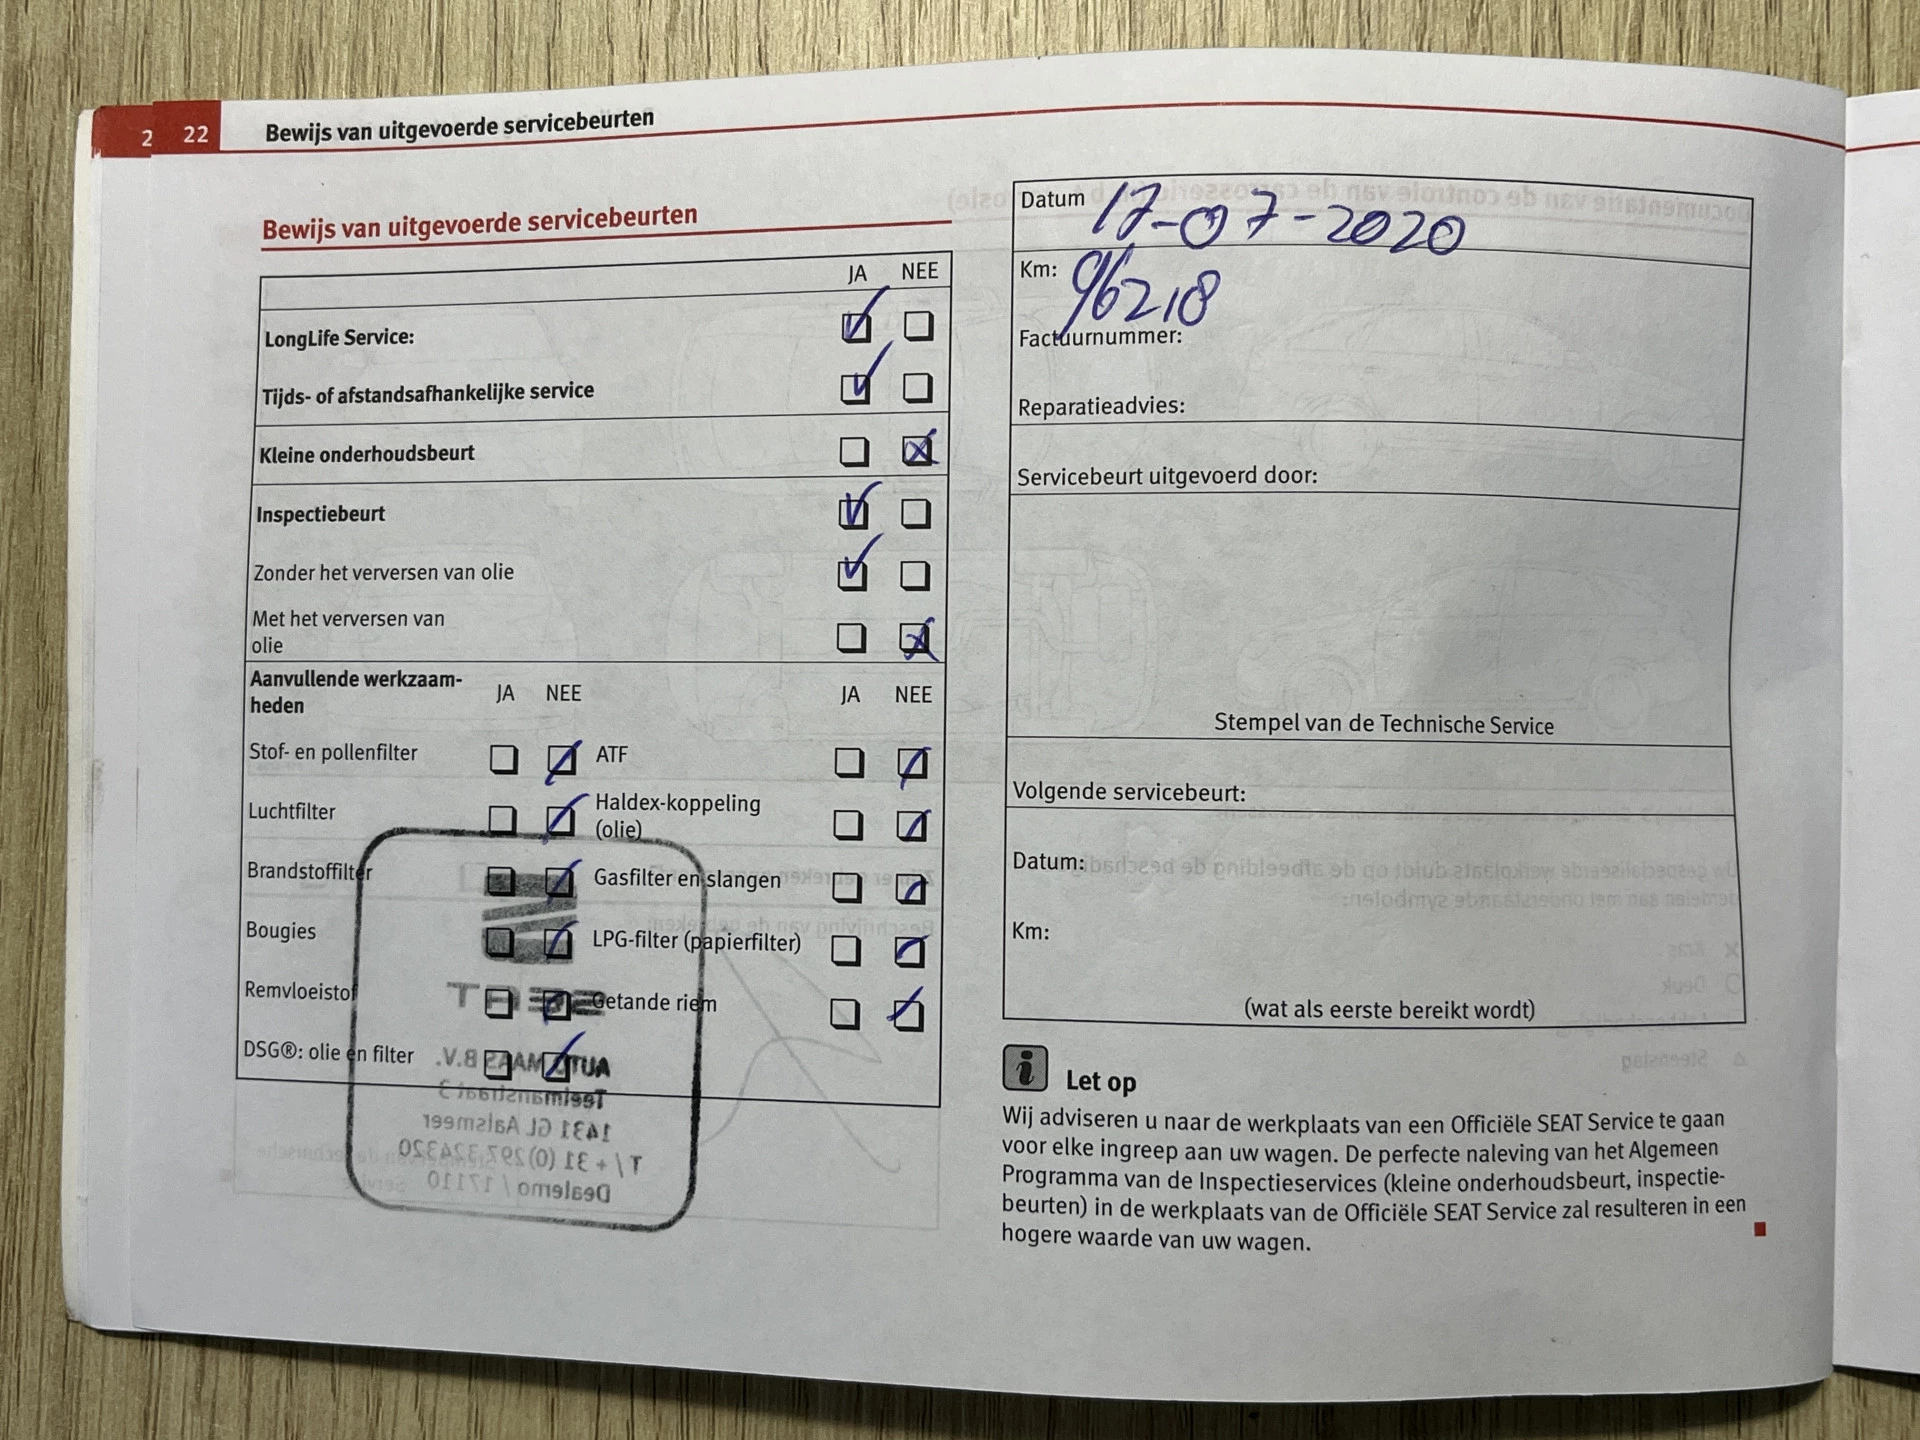 2 22 Bewijs van uitgevoerde servicebeurten
Bewijs van uitgevoerde servicebeurten
JA NEE
LongLife Service:
Tijds- of afstandsafhankelijke service
Kleine onderhoudsbeurt
Inspectiebeurt
Zonder het verversen van olie
Met het verversen van
olie
Aanvullende werkzaam-
heden
JA NEE JA NEE
Stof- en pollenfilter ATF
Luchtfilter Haldex-koppeling
(olie)
Brandstoffilter Gasfilter en slangen
Bougies LPG-filter (papierfilter)
Remvloeistof Getande riem
DSG®: olie en filter
SEAT
AUTO MAAS B.V.
Teelmanstraat 3
1431 GL Aalsmeer
T / + 31 (0)297 324320
Dealerno / 17110
Datum 17-07-2020
Km: 96218
Factuurnummer:
Reparatieadvies:
Servicebeurt uitgevoerd door:
Stempel van de Technische Service
Volgende servicebeurt:
Datum:
Km:
(wat als eerste bereikt wordt)
i Let op
Wij adviseren u naar de werkplaats van een Officiële SEAT Service te gaan
voor elke ingreep aan uw wagen. De perfecte naleving van het Algemeen
Programma van de Inspectieservices (kleine onderhoudsbeurt, inspectie-
beurten) in de werkplaats van de Officiële SEAT Service zal resulteren in een
hogere waarde van uw wagen.